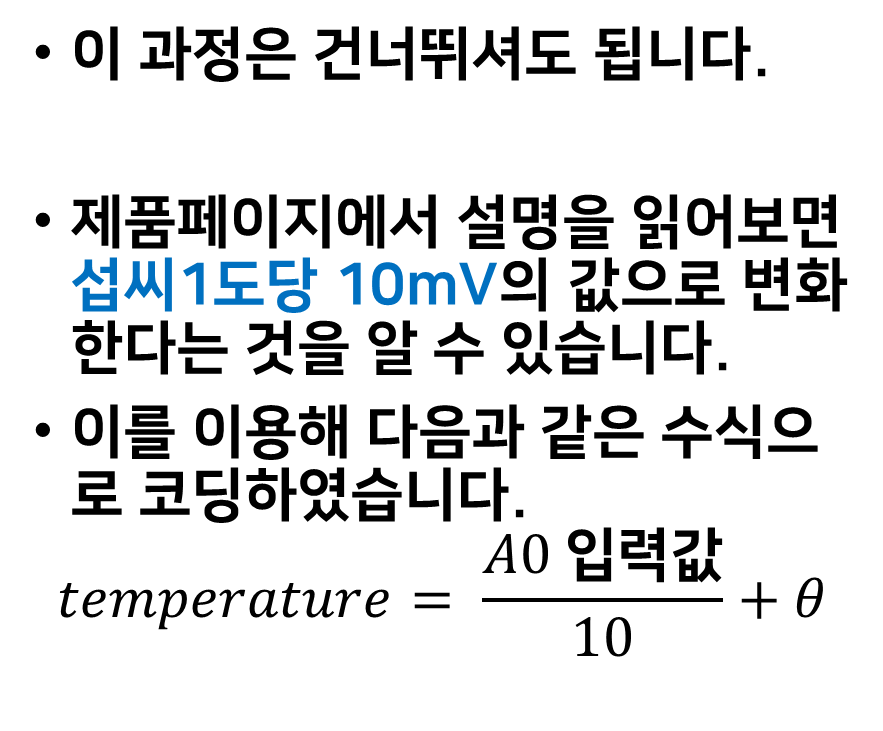 • 이 과정은 건너뛰셔도 됩니다.
• 제품페이지에서 설명을 읽어보면
섭씨1도당 10mV의 값으로 변화
한다는 것을 알 수 있습니다.
• 이를 이용해 다음과 같은 수식으
로 코딩하였습니다.
temperature = A0 입력값 / 10 + θ